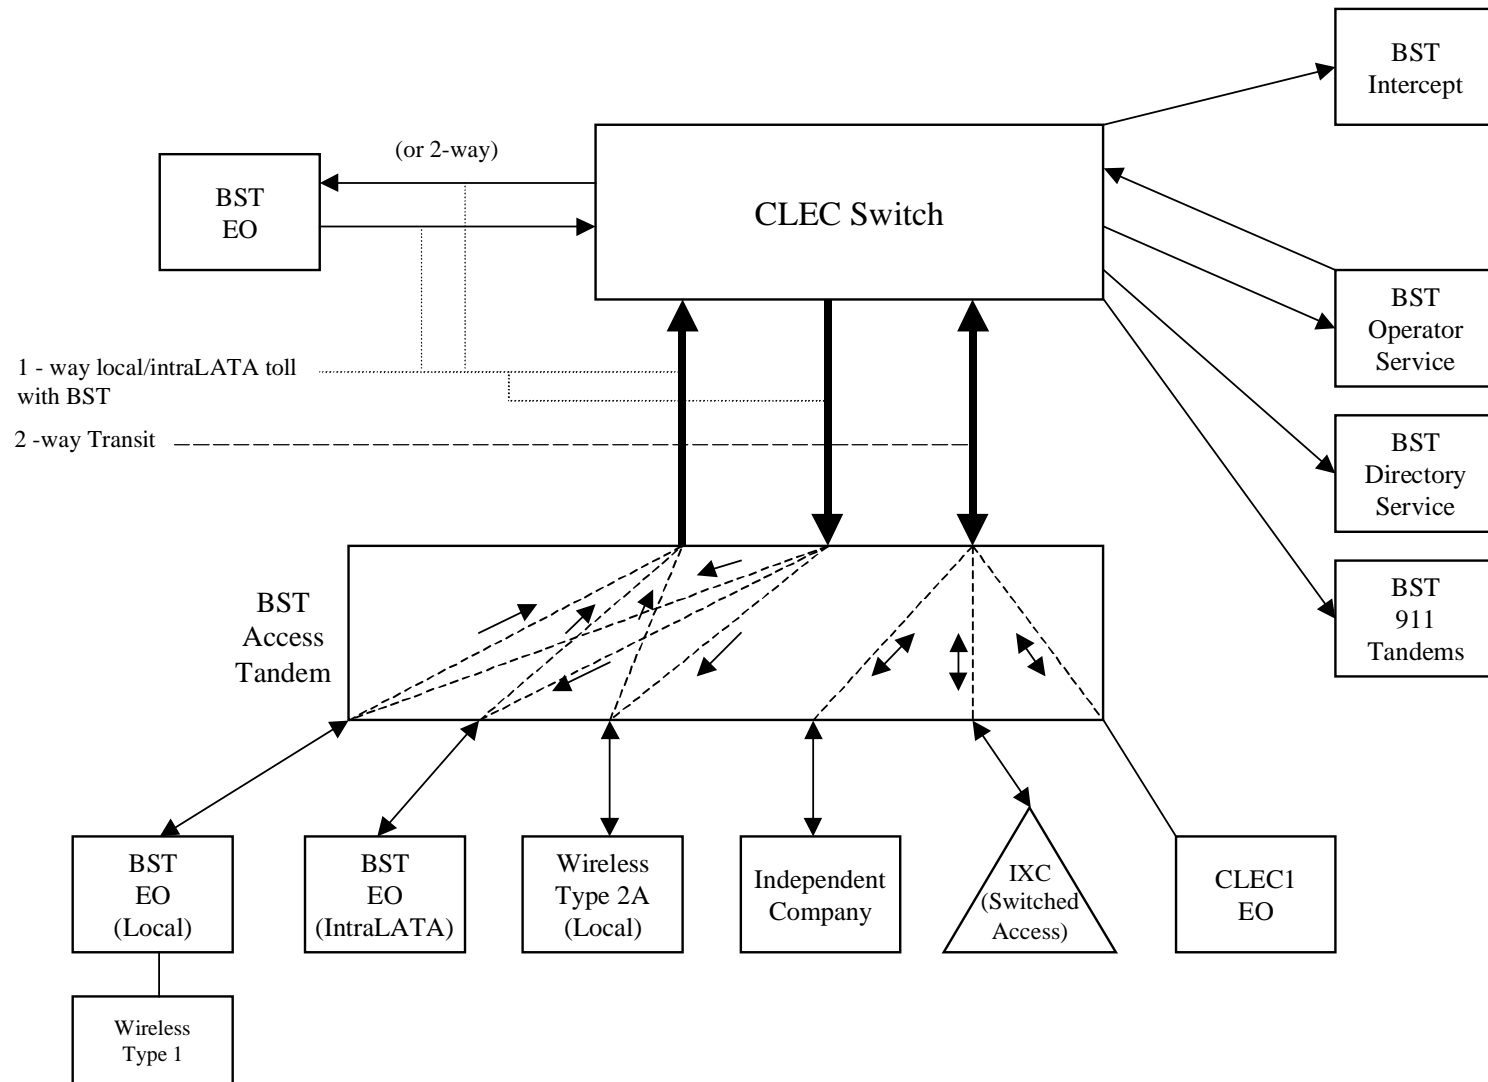 BST
Intercept
(or 2-way)
BST
EO
CLEC Switch
BST
Operator
Service
1 - way local/intraLATA toll
with BST
2 -way Transit
BST
Directory
Service
BST
Access
Tandem
BST
911
Tandems
BST
EO
(Local)
BST
EO
(IntraLATA)
Wireless
Type 2A
(Local)
Independent
Company
IXC
(Switched
Access)
CLEC1
EO
Wireless
Type 1